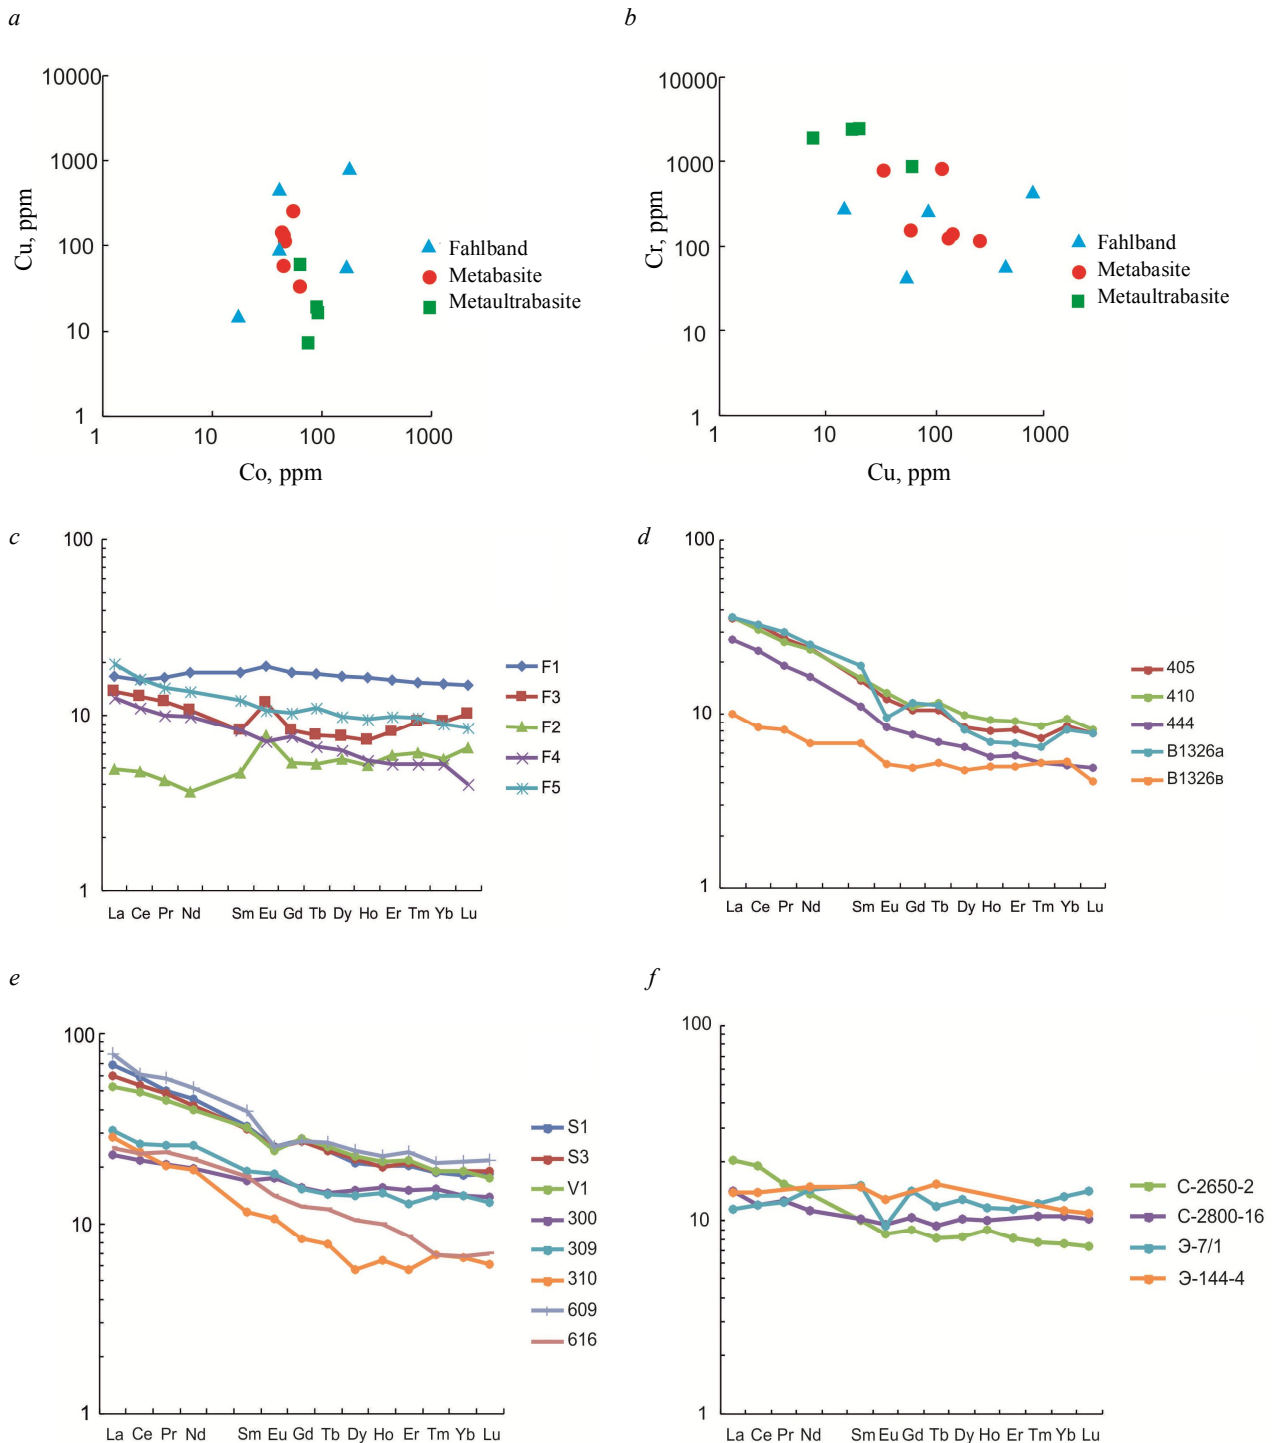 a
b
10000
1000
100
10
1
1
10
100
1000
Cu, ppm
Co, ppm
Fahlband
Metabasite
Metaultrabasite
10000
1000
100
10
1
1
10
100
1000
Cr, ppm
Cu, ppm
Fahlband
Metabasite
Metaultrabasite
c
100
10
1
La Ce Pr Nd Sm Eu Gd Tb Dy Ho Er Tm Yb Lu
F1
F3
F2
F4
F5
d
100
10
1
La Ce Pr Nd Sm Eu Gd Tb Dy Ho Er Tm Yb Lu
405
410
444
В1326а
В1326в
e
100
10
1
La Ce Pr Nd Sm Eu Gd Tb Dy Ho Er Tm Yb Lu
S1
S3
V1
300
309
310
609
616
f
100
10
1
La Ce Pr Nd Sm Eu Gd Tb Dy Ho Er Tm Yb Lu
С-2650-2
С-2800-16
Э-7/1
Э-144-4